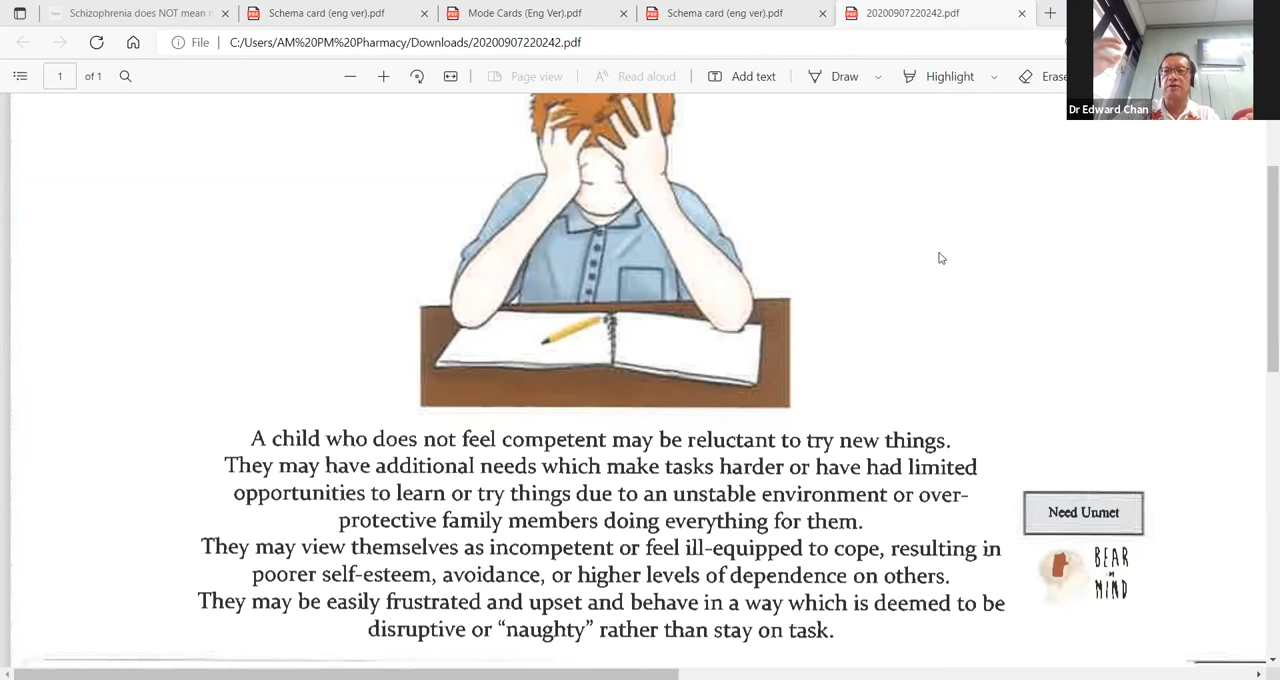 Schizophrenia does NOT mean
Schema card (eng ver).pdf
Mode Cards (Eng Ver).pdf
Schema card (eng ver).pdf
20200907220242.pdf
File
C:/Users/AM%20PM%20Pharmacy/Downloads/20200907220242.pdf
1 of 1
Page view
Read aloud
Add text
Draw
Highlight
Erase
Dr Edward Chan
A child who does not feel competent may be reluctant to try new things.
They may have additional needs which make tasks harder or have had limited
opportunities to learn or try things due to an unstable environment or over-
protective family members doing everything for them.
They may view themselves as incompetent or feel ill-equipped to cope, resulting in
poorer self-esteem, avoidance, or higher levels of dependence on others.
They may be easily frustrated and upset and behave in a way which is deemed to be
disruptive or “naughty” rather than stay on task.
Need Unmet
BEAR
IN
MIND